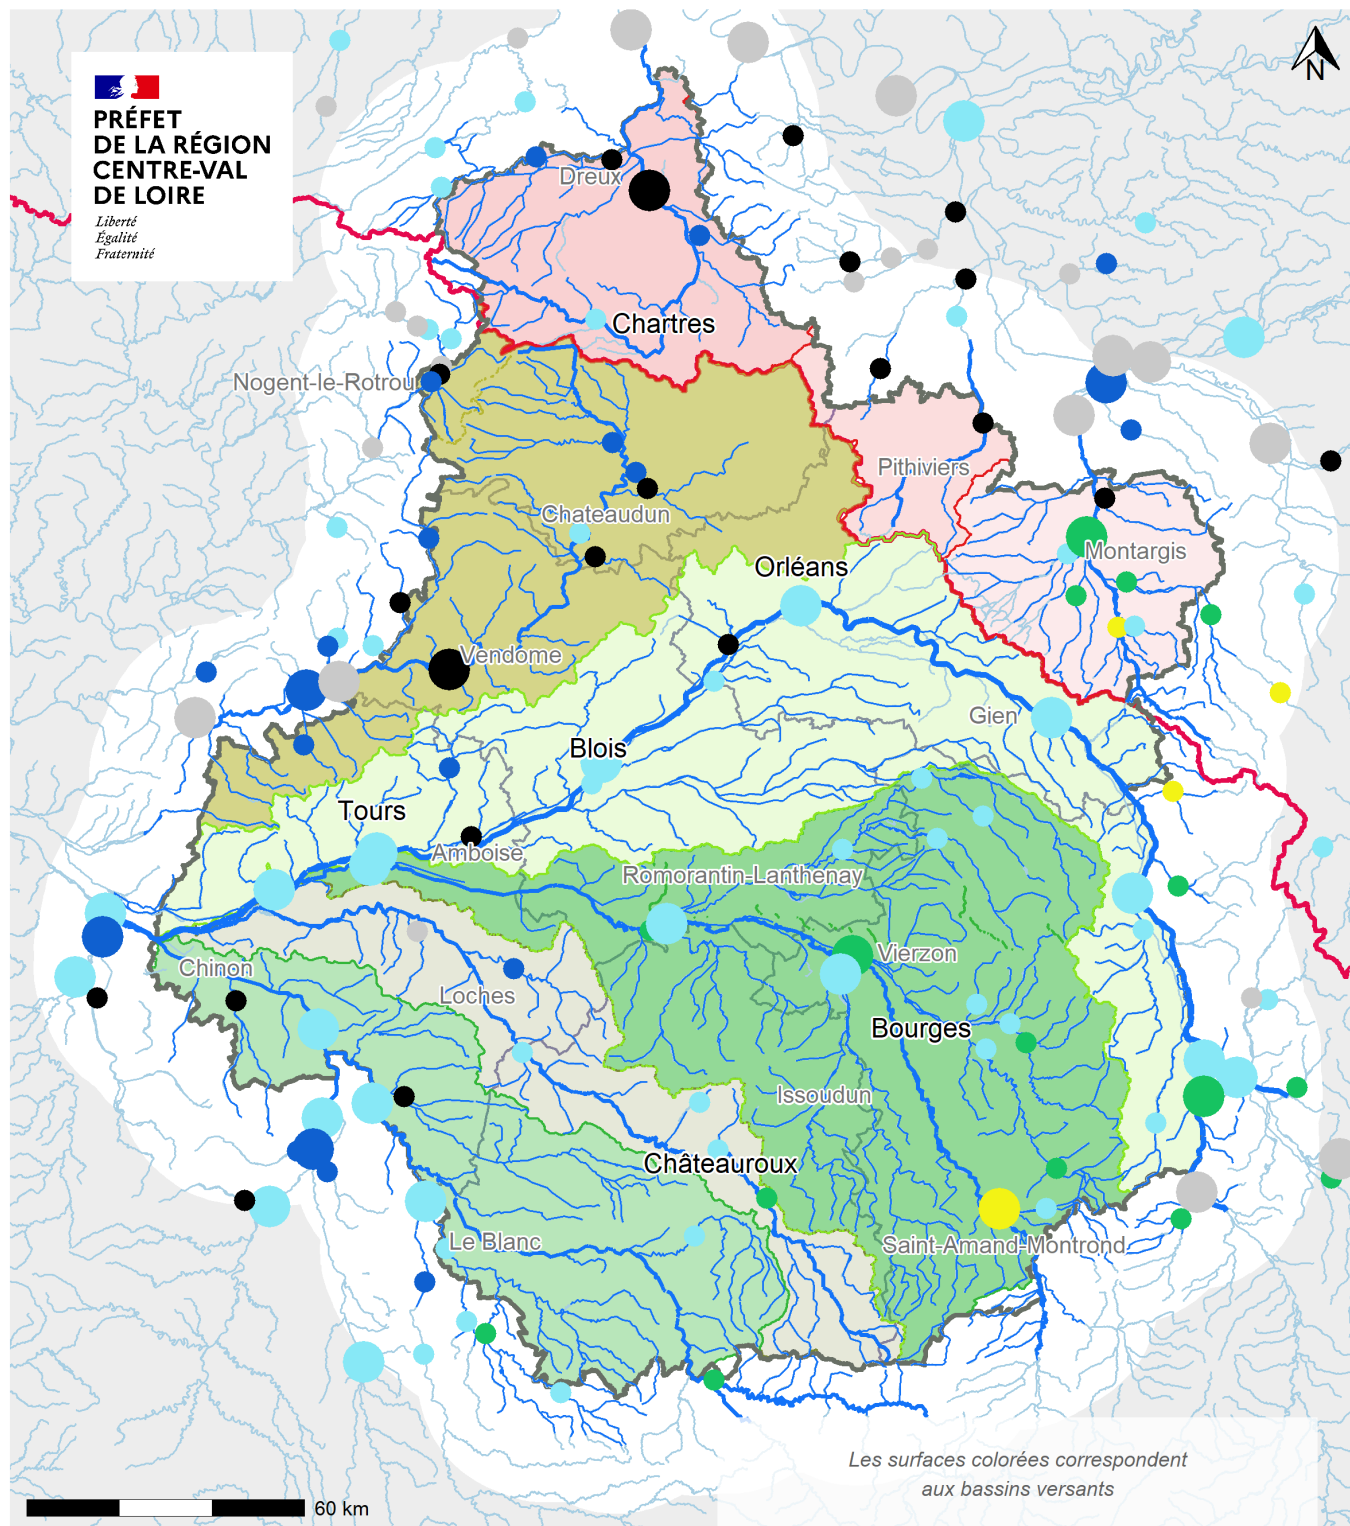 PRÉFET
DE LA RÉGION
CENTRE-VAL
DE LOIRE
Liberté
Égalité
Fraternité
N
Dreux
Chartres
Nogent-le-Rotrou
Pithiviers
Chateaudun
Montargis
Orléans
Vendome
Gien
Blois
Tours
Amboise
Romorantin-Lanthenay
Vierzon
Chinon
Loches
Bourges
Issoudun
Châteauroux
Le Blanc
Saint-Amand-Montrond
Les surfaces colorées correspondent
aux bassins versants
60 km